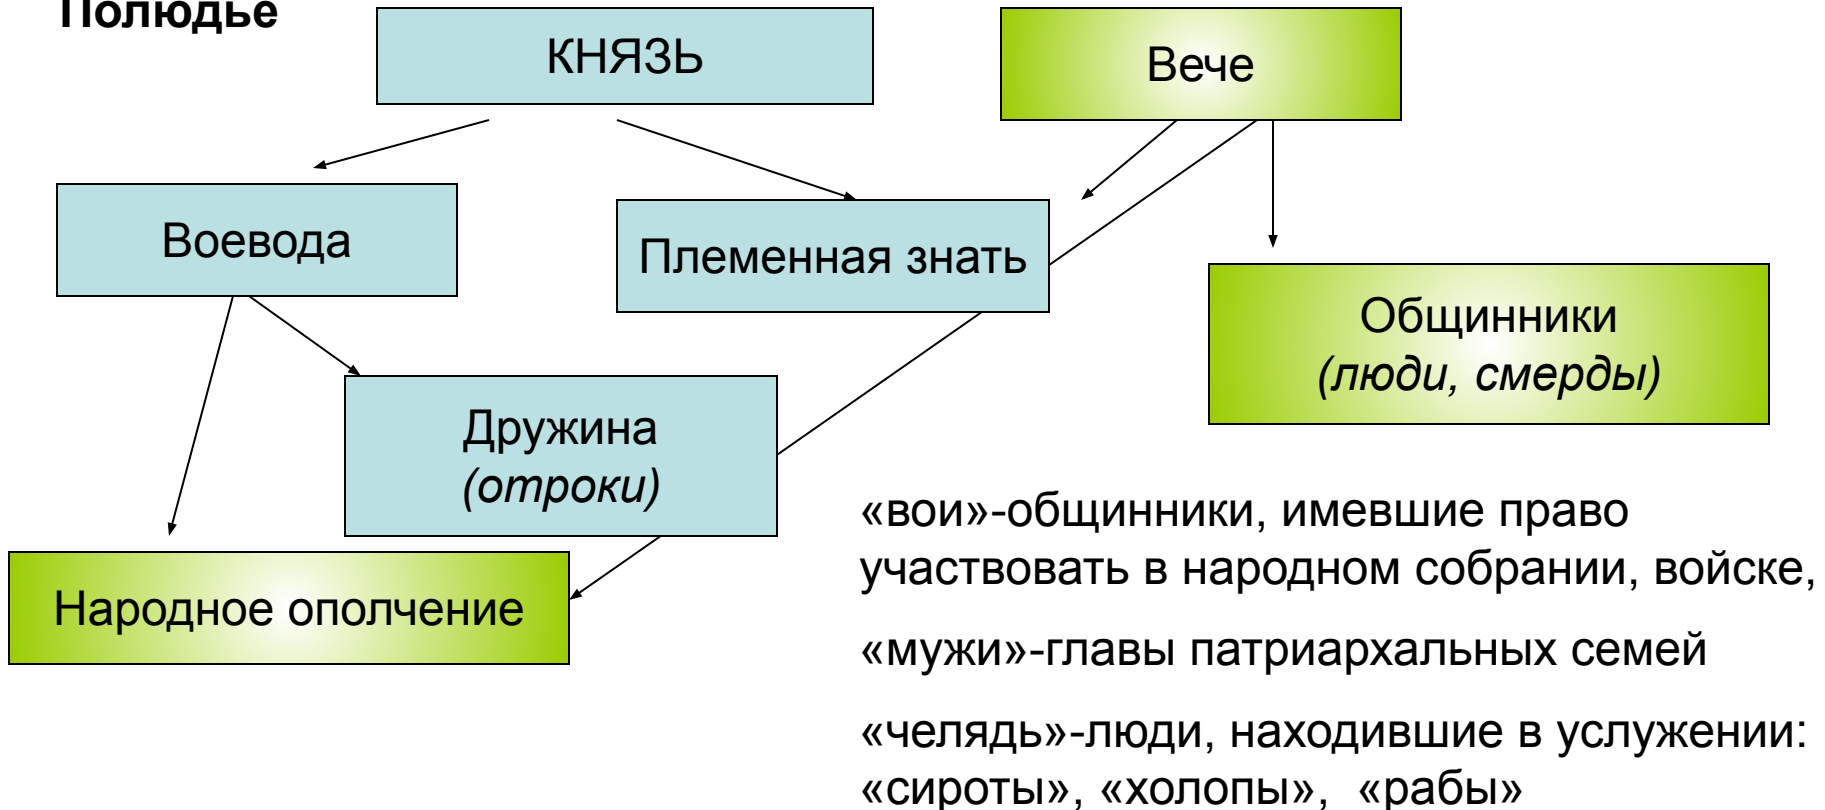 Полюдье
КНЯЗЬ
Вече
Воевода
Племенная знать
Общинники
(люди, смерды)
Дружина
(отроки)
Народное ополчение
«вои»-общинники, имевшие право
участвовать в народном собрании, войске,
«мужи»-главы патриархальных семей
«челядь»-люди, находившие в услужении:
«сироты», «холопы», «рабы»